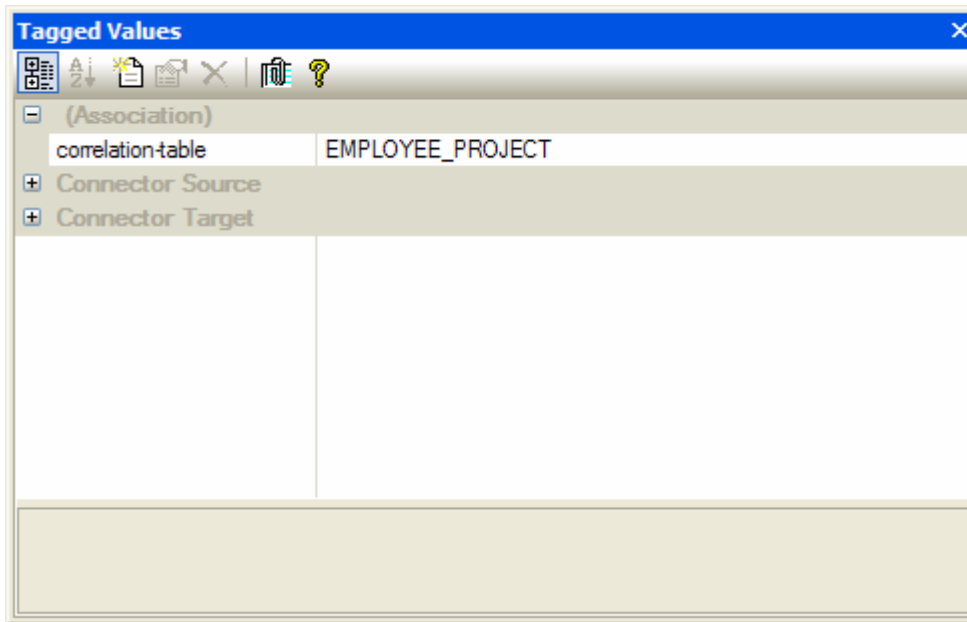 Tagged Values
(Association)
correlation-table EMPLOYEE_PROJECT
Connector Source
Connector Target